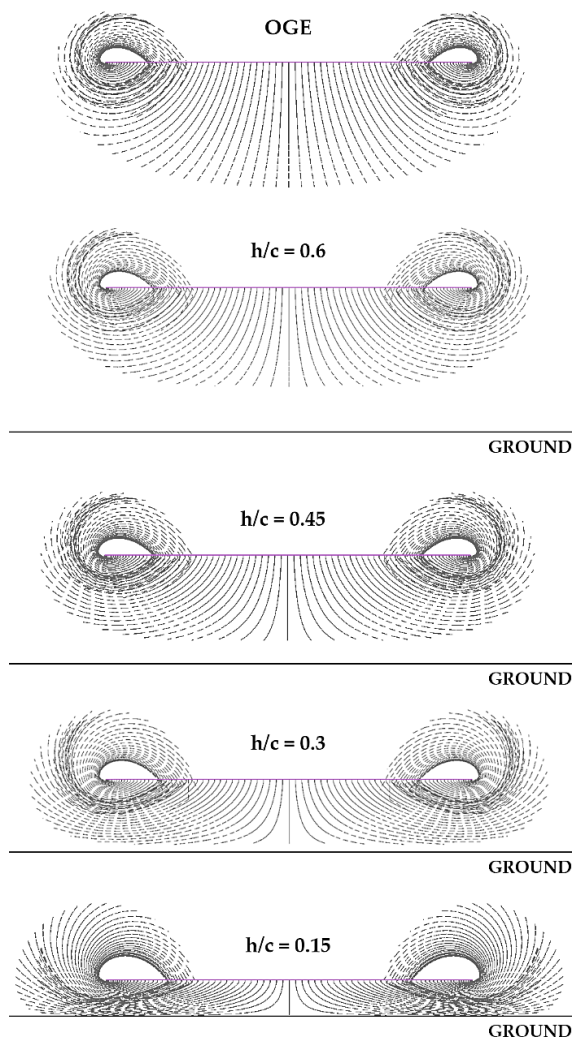 OGE
h/c = 0.6
GROUND
h/c = 0.45
GROUND
h/c = 0.3
GROUND
h/c = 0.15
GROUND